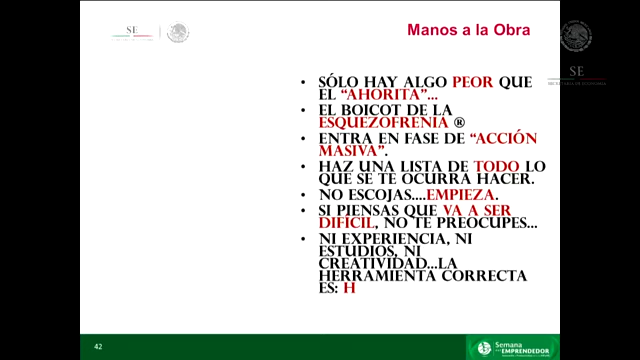 SE
Manos a la Obra
SE
SECRETARÍA DE ECONOMÍA
• SÓLO HAY ALGO PEOR QUE
EL “AHORITA”...
• EL BOICOT DE LA
ESQUEZOFRENIA ®
• ENTRA EN FASE DE “ACCIÓN
MASIVA”.
• HAZ UNA LISTA DE TODO LO
QUE SE TE OCURRA HACER.
• NO ESCOJAS....EMPIEZA.
• SI PIENSAS QUE VA A SER
DIFÍCIL, NO TE PREOCUPES...
• NI EXPERIENCIA, NI
ESTUDIOS, NI
CREATIVIDAD...LA
HERRAMIENTA CORRECTA
ES: H
42
Semana
EMPRENDEDOR